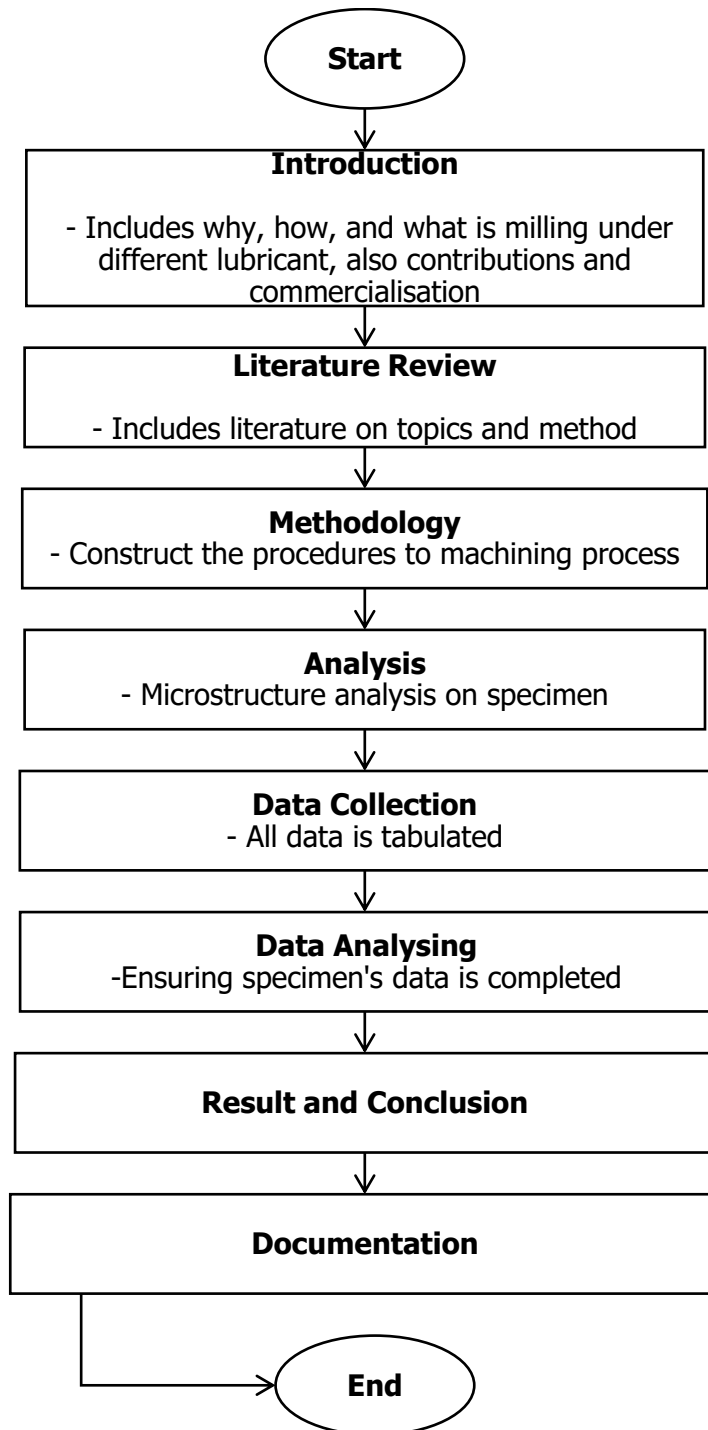 Start
Introduction
- Includes why, how, and what is milling under
different lubricant, also contributions and
commercialisation
Literature Review
- Includes literature on topics and method
Methodology
- Construct the procedures to machining process
Analysis
- Microstructure analysis on specimen
Data Collection
- All data is tabulated
Data Analysing
-Ensuring specimen's data is completed
Result and Conclusion
Documentation
End